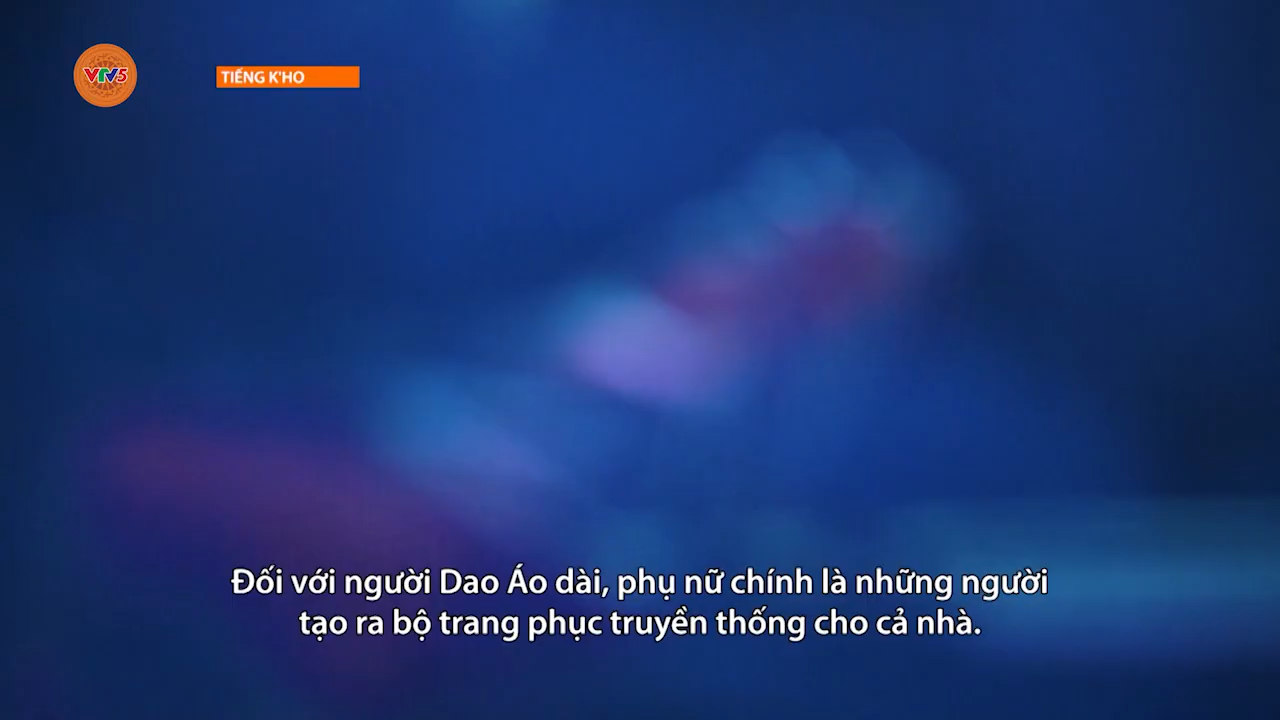 VTV5
TIẾNG K'HO
Đối với người Dao Áo dài, phụ nữ chính là những người
tạo ra bộ trang phục truyền thống cho cả nhà.